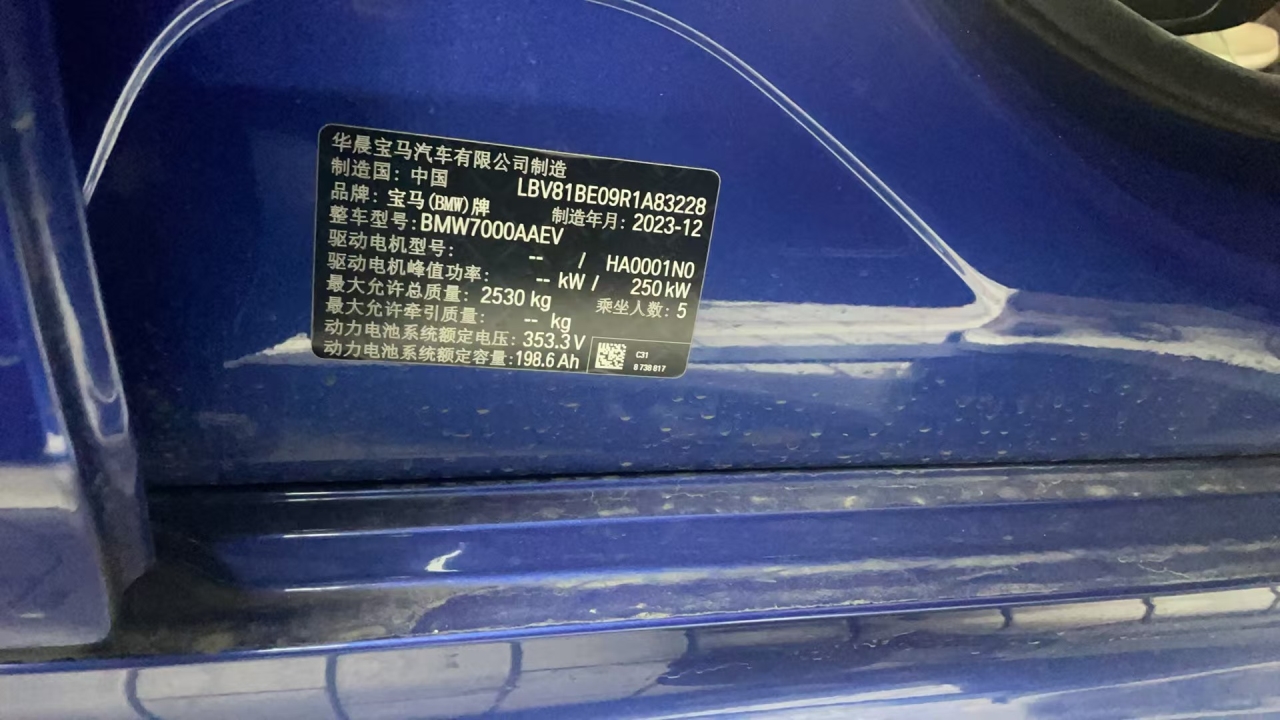 华晨宝马汽车有限公司制造
制造国：中国 LBV81BE09R1A83228
品牌：宝马(BMW)牌 制造年月：2023-12
整车型号：BMW7000AAEV
驱动电机型号： -- / HA0001N0
驱动电机峰值功率： -- kW / 250 kW
最大允许总质量：2530 kg 乘坐人数：5
最大允许牵引质量： -- kg
动力电池系统额定电压：353.3 V
动力电池系统额定容量：198.6 Ah
C31
8 738 817